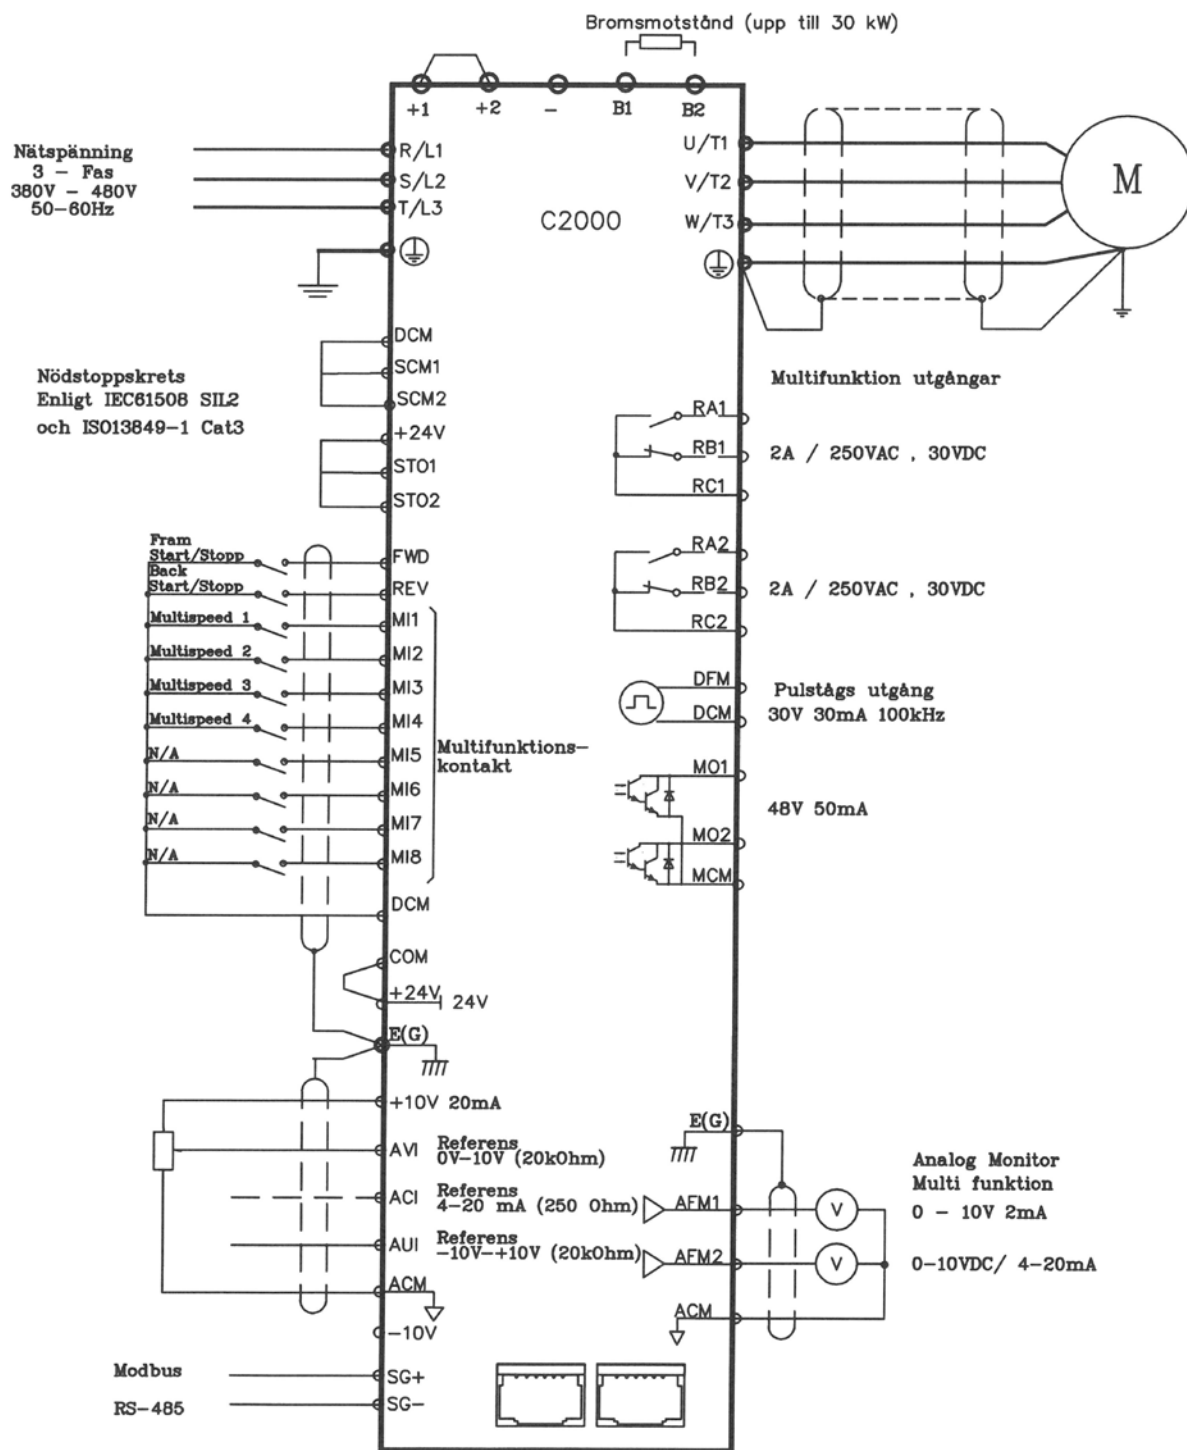 Bromsmotstånd (upp till 30 kW)
+1
+2
-
B1
B2
Nätspänning
3 - Fas
380V - 480V
50-60Hz
R/L1
S/L2
T/L3
C2000
U/T1
V/T2
W/T3
M
Nödstoppskrets
Enligt IEC61508 SIL2
och ISO13849-1 Cat3
DCM
SCM1
SCM2
+24V
STO1
STO2
Multifunktion utgångar
RA1
RB1
RC1
2A / 250VAC , 30VDC
RA2
RB2
RC2
2A / 250VAC , 30VDC
Fram
Start/Stopp
FWD
Back
Start/Stopp
REV
Multispeed 1
MI1
Multispeed 2
MI2
Multispeed 3
MI3
Multispeed 4
MI4
N/A
MI5
N/A
MI6
N/A
MI7
N/A
MI8
Multifunktions-
kontakt
DCM
DFM
DCM
Pulstågs utgång
30V 30mA 100kHz
MO1
MO2
MCM
48V 50mA
COM
+24V
24V
E(G)
+10V 20mA
AVI
Referens
0V-10V (20kOhm)
ACI
Referens
4-20 mA (250 Ohm)
AUI
Referens
-10V-+10V (20kOhm)
ACM
-10V
E(G)
AFM1
V
AFM2
V
ACM
Analog Monitor
Multi funktion
0 - 10V 2mA
0-10VDC/ 4-20mA
Modbus
RS-485
SG+
SG-